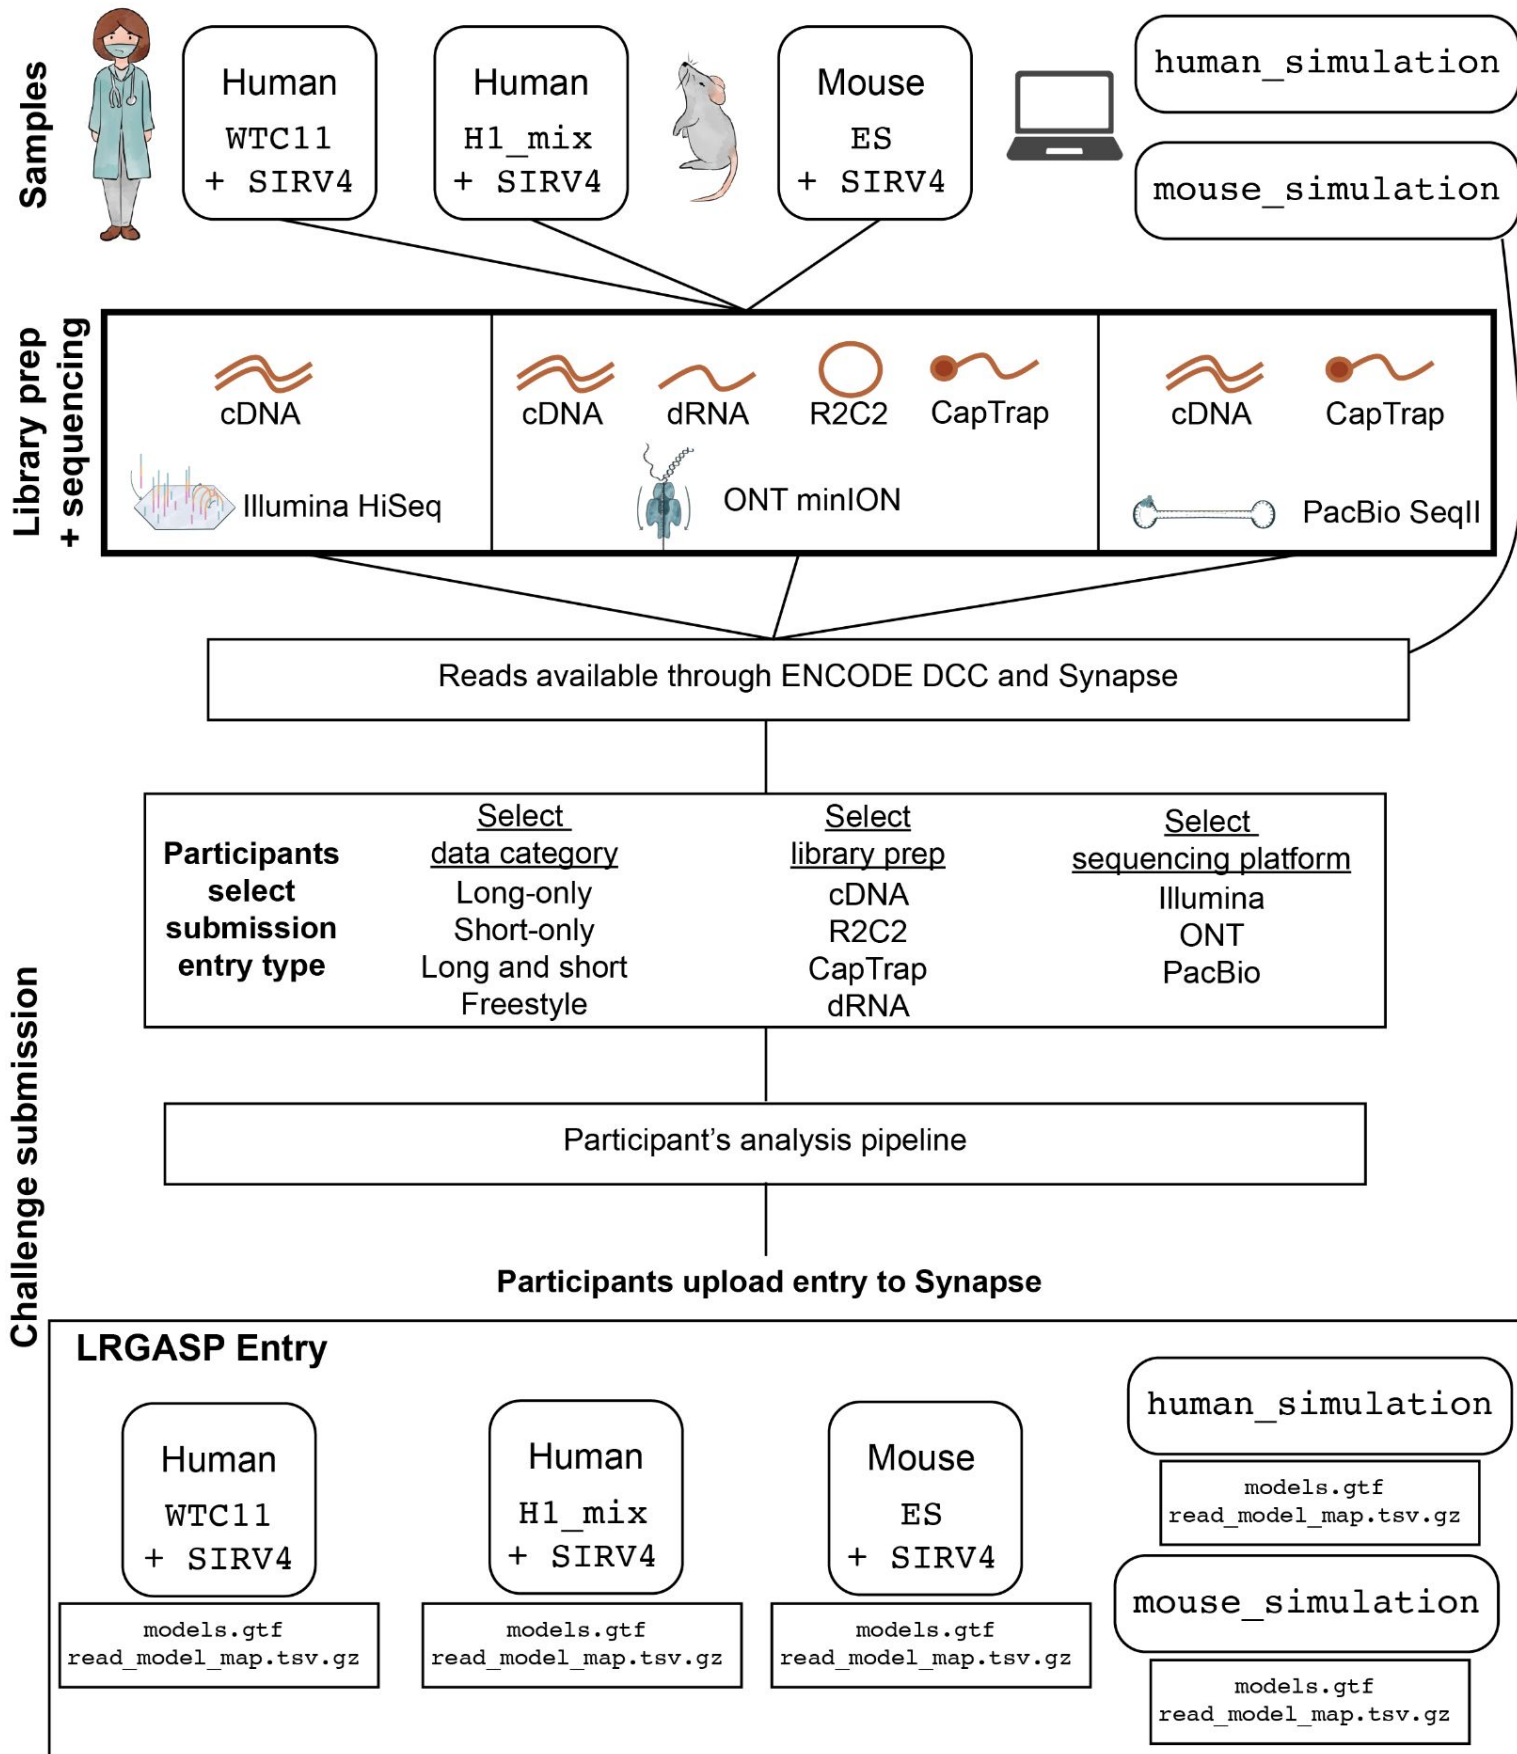 Samples
Human
WTC11
+ SIRV4
Human
H1_mix
+ SIRV4
Mouse
ES
+ SIRV4
human_simulation
mouse_simulation
Library prep
+ sequencing
cDNA
Illumina HiSeq
cDNA
dRNA
R2C2
CapTrap
ONT minION
cDNA
CapTrap
PacBio SeqII
Reads available through ENCODE DCC and Synapse
Challenge submission
Participants
select
submission
entry type
Select
data category
Long-only
Short-only
Long and short
Freestyle
Select
library prep
cDNA
R2C2
CapTrap
dRNA
Select
sequencing platform
Illumina
ONT
PacBio
Participant's analysis pipeline
Participants upload entry to Synapse
LRGASP Entry
Human
WTC11
+ SIRV4
models.gtf
read_model_map.tsv.gz
Human
H1_mix
+ SIRV4
models.gtf
read_model_map.tsv.gz
Mouse
ES
+ SIRV4
models.gtf
read_model_map.tsv.gz
human_simulation
models.gtf
read_model_map.tsv.gz
mouse_simulation
models.gtf
read_model_map.tsv.gz